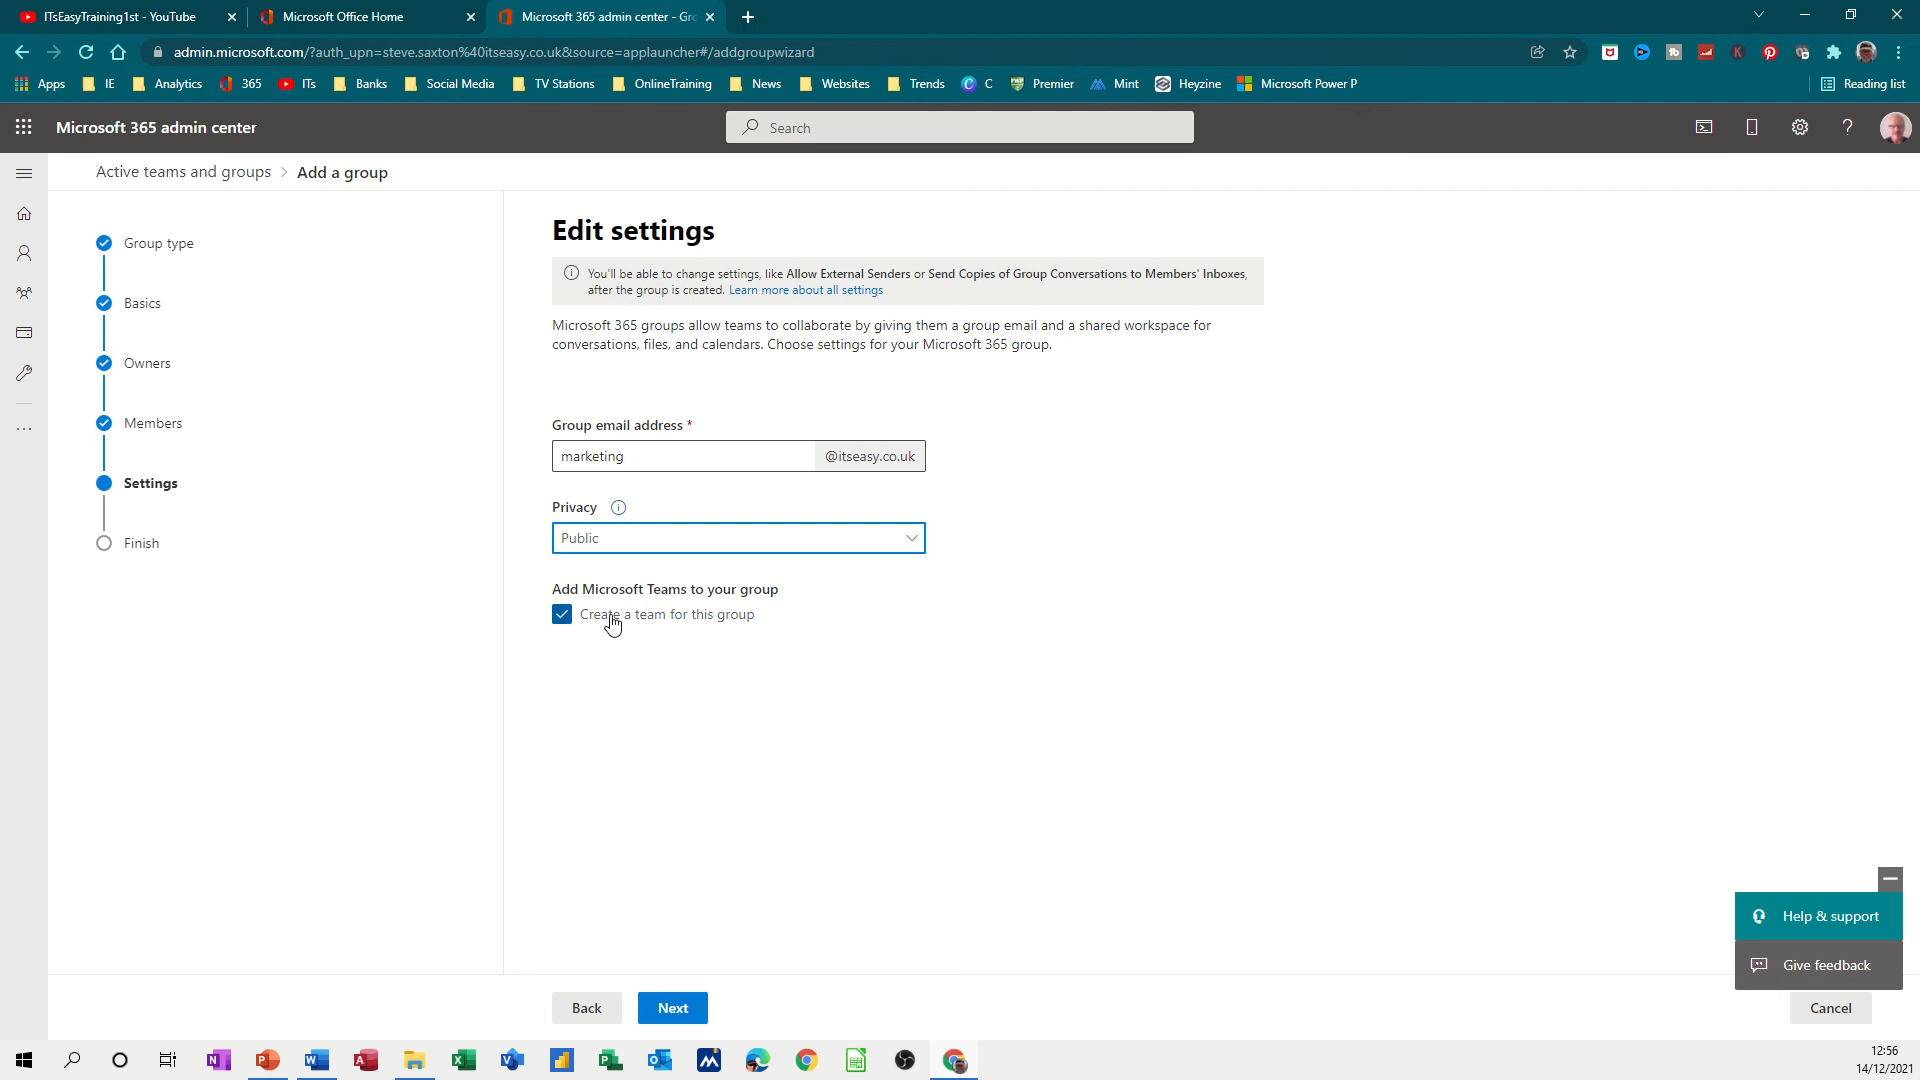 ITsEasyTraining1st - YouTube
Microsoft Office Home
Microsoft 365 admin center - Gr
admin.microsoft.com/?auth_upn=steve.saxton%40itseasy.co.uk&source=applauncher#/addgroupwizard
Apps
IE
Analytics
365
ITs
Banks
Social Media
TV Stations
OnlineTraining
News
Websites
Trends
C
Premier
Mint
Heyzine
Microsoft Power P
Reading list
Microsoft 365 admin center
Search
Active teams and groups > Add a group
Group type
Basics
Owners
Members
Settings
Finish
Edit settings
You'll be able to change settings, like Allow External Senders or Send Copies of Group Conversations to Members' Inboxes,
after the group is created. Learn more about all settings
Microsoft 365 groups allow teams to collaborate by giving them a group email and a shared workspace for
conversations, files, and calendars. Choose settings for your Microsoft 365 group.
Group email address *
marketing @itseasy.co.uk
Privacy
Public
Add Microsoft Teams to your group
Create a team for this group
Help & support
Give feedback
Back
Next
Cancel
12:56
14/12/2021